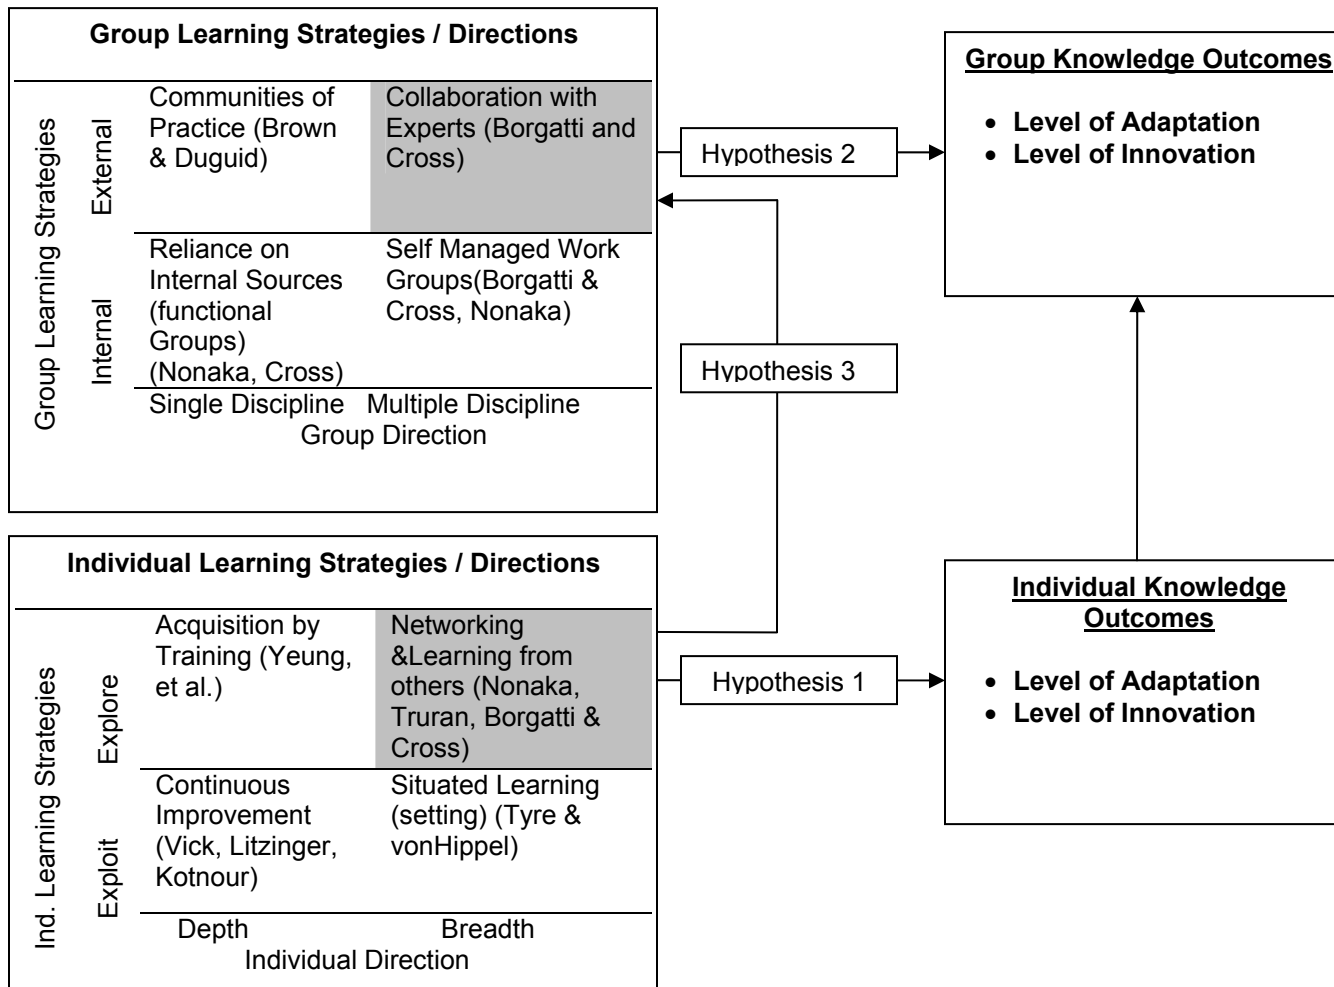 Group Learning Strategies / Directions
Group Learning Strategies
External
Internal
Communities of
Practice (Brown
& Duguid)
Collaboration with
Experts (Borgatti and
Cross)
Reliance on
Internal Sources
(functional
Groups)
(Nonaka, Cross)
Self Managed Work
Groups(Borgatti &
Cross, Nonaka)
Single Discipline Multiple Discipline
Group Direction
Hypothesis 2
Group Knowledge Outcomes
• Level of Adaptation
• Level of Innovation
Hypothesis 3
Individual Learning Strategies / Directions
Ind. Learning Strategies
Explore
Exploit
Acquisition by
Training (Yeung,
et al.)
Networking
&Learning from
others (Nonaka,
Truran, Borgatti &
Cross)
Continuous
Improvement
(Vick, Litzinger,
Kotnour)
Situated Learning
(setting) (Tyre &
vonHippel)
Depth Breadth
Individual Direction
Hypothesis 1
Individual Knowledge
Outcomes
• Level of Adaptation
• Level of Innovation